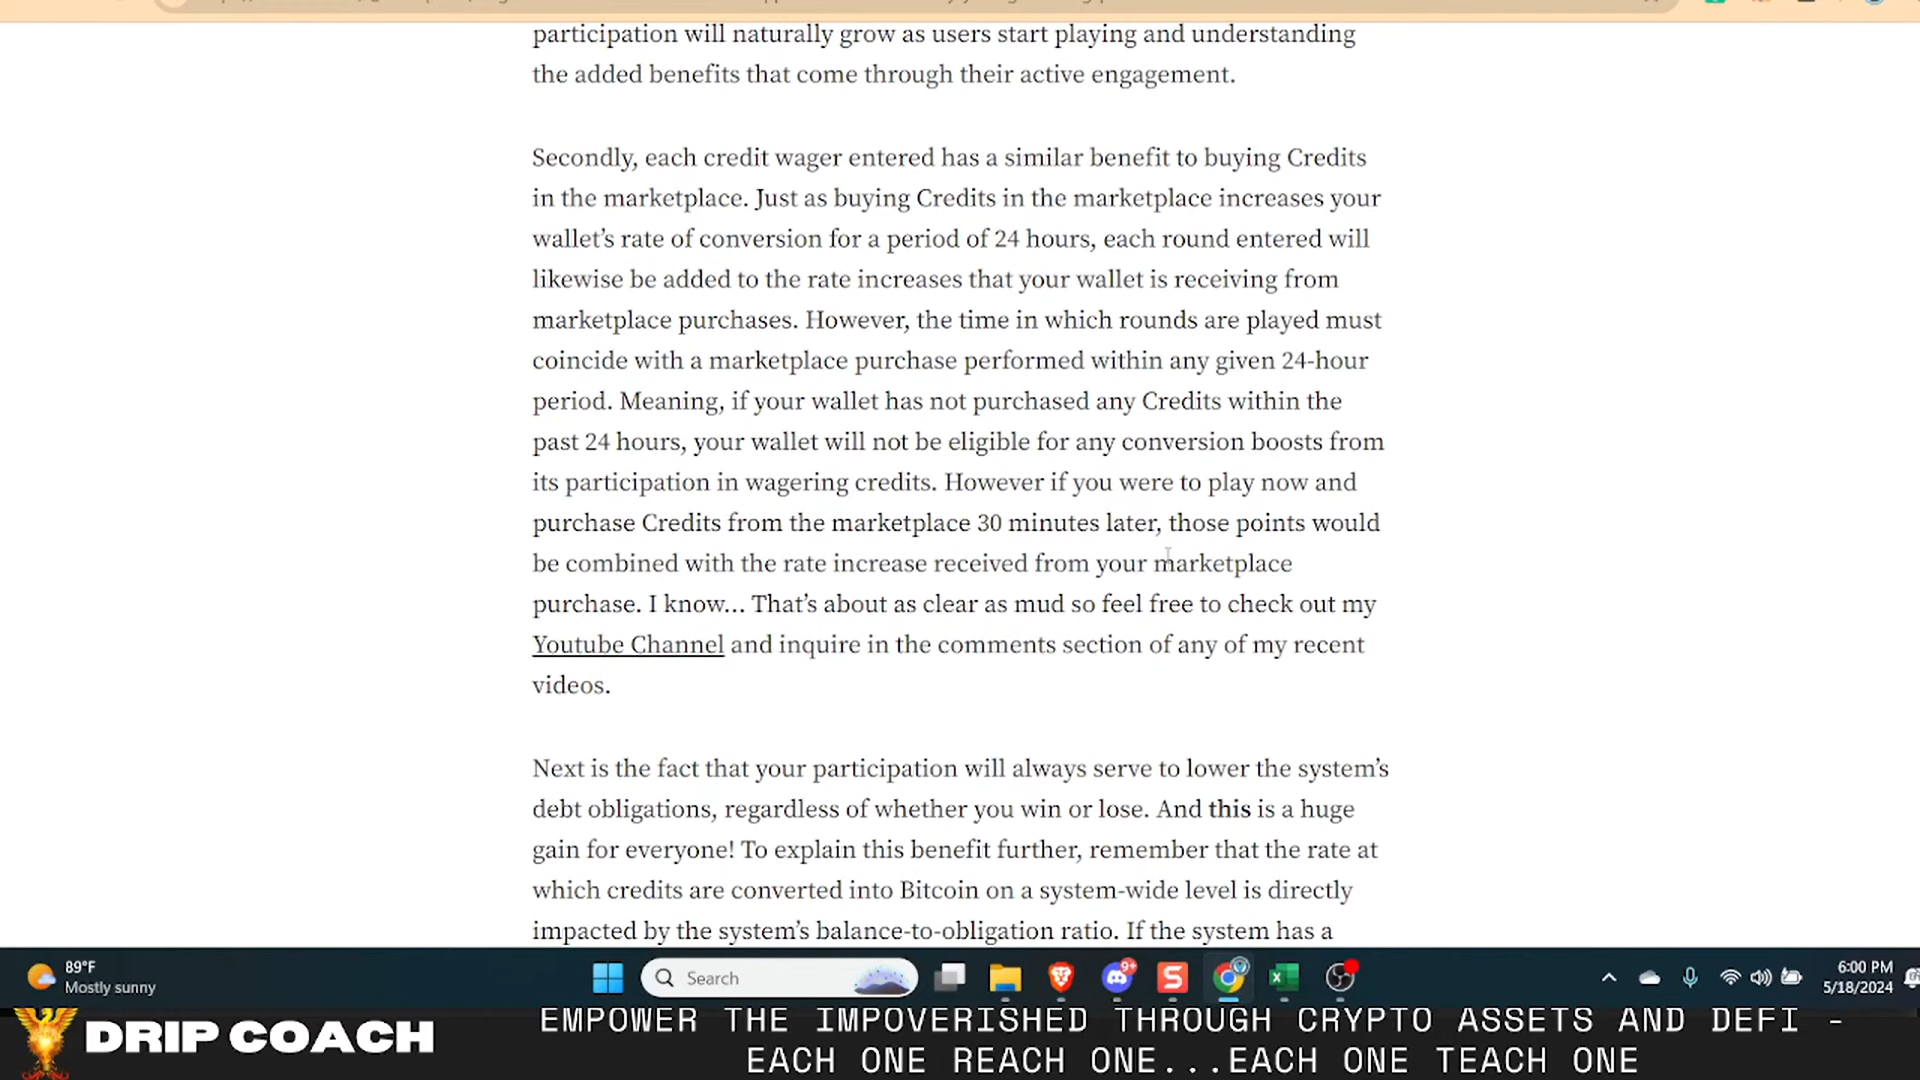 participation will naturally grow as users start playing and understanding
the added benefits that come through their active engagement.
Secondly, each credit wager entered has a similar benefit to buying Credits
in the marketplace. Just as buying Credits in the marketplace increases your
wallet’s rate of conversion for a period of 24 hours, each round entered will
likewise be added to the rate increases that your wallet is receiving from
marketplace purchases. However, the time in which rounds are played must
coincide with a marketplace purchase performed within any given 24-hour
period. Meaning, if your wallet has not purchased any Credits within the
past 24 hours, your wallet will not be eligible for any conversion boosts from
its participation in wagering credits. However if you were to play now and
purchase Credits from the marketplace 30 minutes later, those points would
be combined with the rate increase received from your marketplace
purchase. I know… That’s about as clear as mud so feel free to check out my
Youtube Channel and inquire in the comments section of any of my recent
videos.
Next is the fact that your participation will always serve to lower the system’s
debt obligations, regardless of whether you win or lose. And this is a huge
gain for everyone! To explain this benefit further, remember that the rate at
which credits are converted into Bitcoin on a system-wide level is directly
impacted by the system’s balance-to-obligation ratio. If the system has a
89°F
Mostly sunny
Search
9+
S
6:00 PM
5/18/2024
DRIP COACH
EMPOWER THE IMPOVERISHED THROUGH CRYPTO ASSETS AND DEFI -
EACH ONE REACH ONE...EACH ONE TEACH ONE